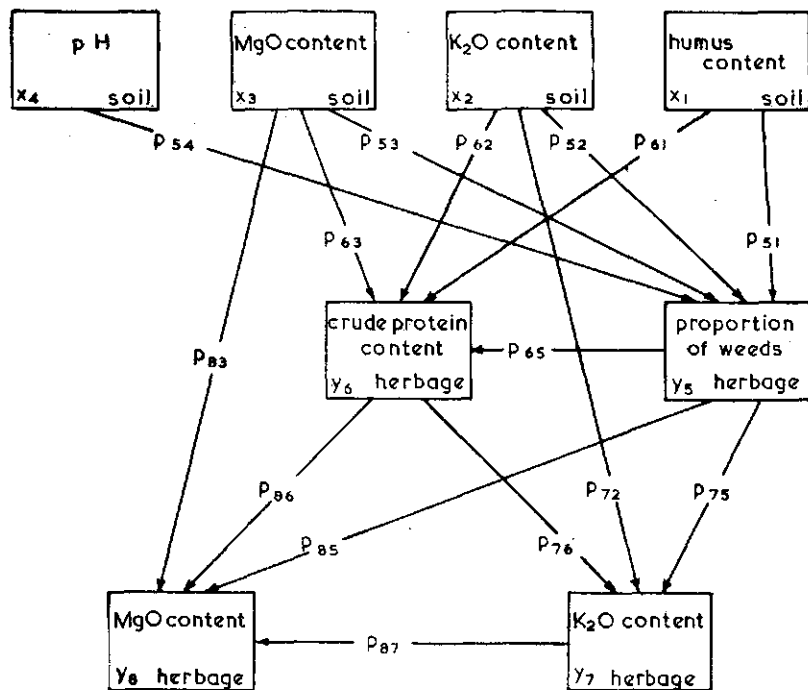 pH
x4 soil
MgO content
x3 soil
K2O content
x2 soil
humus
content
x1 soil
P54
P53
P62
P52
P61
P63
P51
crude protein
content
y6 herbage
P65
proportion
of weeds
y5 herbage
P83
P86
P85
P72
P75
P76
MgO content
y8 herbage
P87
K2O content
y7 herbage